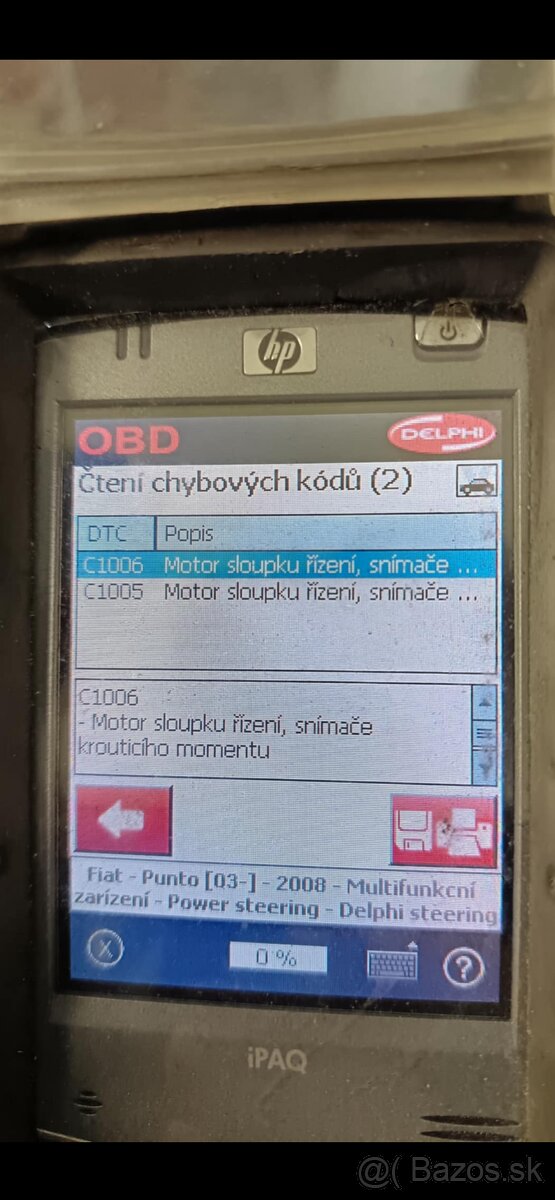 hp
OBD
DELPHI
Čtení chybových kódů (2)
DTC Popis
C1006 Motor sloupku řízení, snímače ...
C1005 Motor sloupku řízení, snímače ...
C1006
- Motor sloupku řízení, snímače
krouticího momentu
Fiat - Punto [03-] - 2008 - Multifunkcní
zarízení - Power steering - Delphi steering
X
0 %
?
iPAQ
@( Bazos.sk